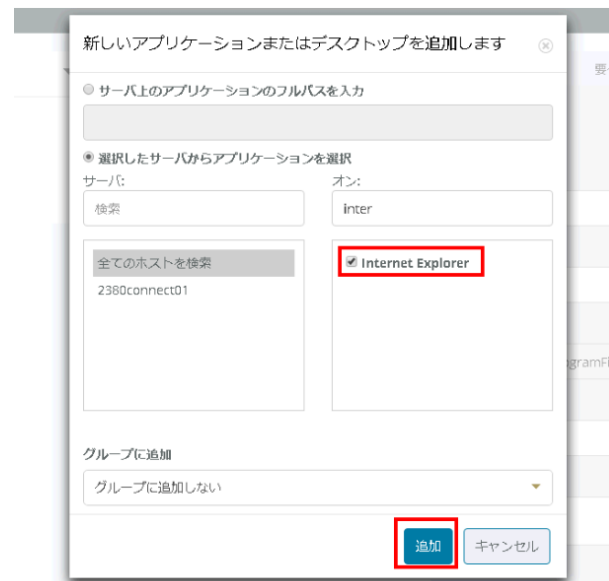 新しいアプリケーションまたはデスクトップを追加します
サーバ上のアプリケーションのフルパスを入力
選択したサーバからアプリケーションを選択
サーバ: オン:
検索 inter
全てのホストを検索 Internet Explorer
2380connect01
グループに追加
グループに追加しない
追加 キャンセル